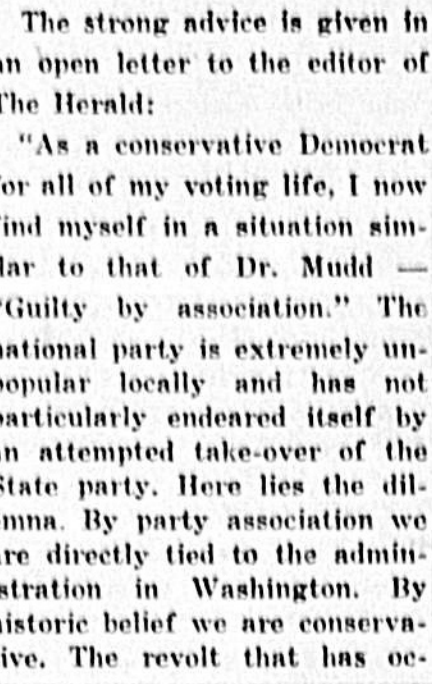 The strong advice is given in
an open letter to the editor of
The Herald:
"As a conservative Democrat
for all of my voting life, I now
find myself in a situation sim-
ilar to that of Dr. Mudd —
"Guilty by association." The
national party is extremely un-
popular locally and has not
particularly endeared itself by
an attempted take-over of the
State party. Here lies the dil-
emna. By party association we
are directly tied to the admin-
istration in Washington. By
historic belief we are conserva-
tive. The revolt that has oc-